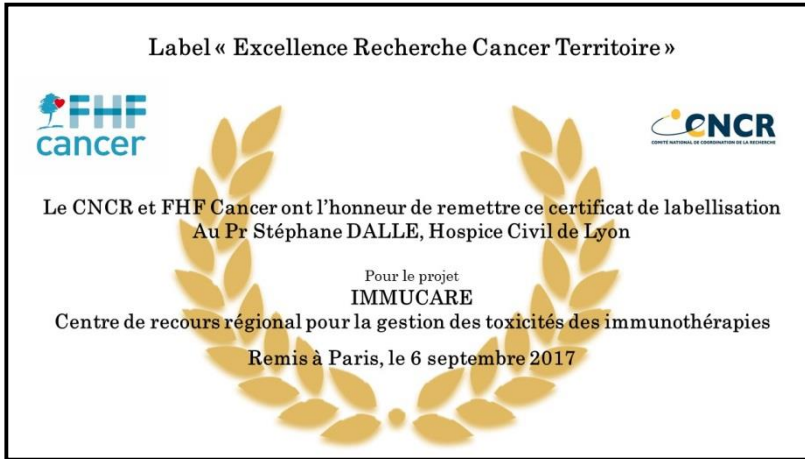 Label « Excellence Recherche Cancer Territoire »
FHF
cancer
CNCR
COMITÉ NATIONAL DE COORDINATION DE LA RECHERCHE
Le CNCR et FHF Cancer ont l'honneur de remettre ce certificat de labellisation
Au Pr Stéphane DALLE, Hospice Civil de Lyon
Pour le projet
IMMUCARE
Centre de recours régional pour la gestion des toxicités des immunothérapies
Remis à Paris, le 6 septembre 2017